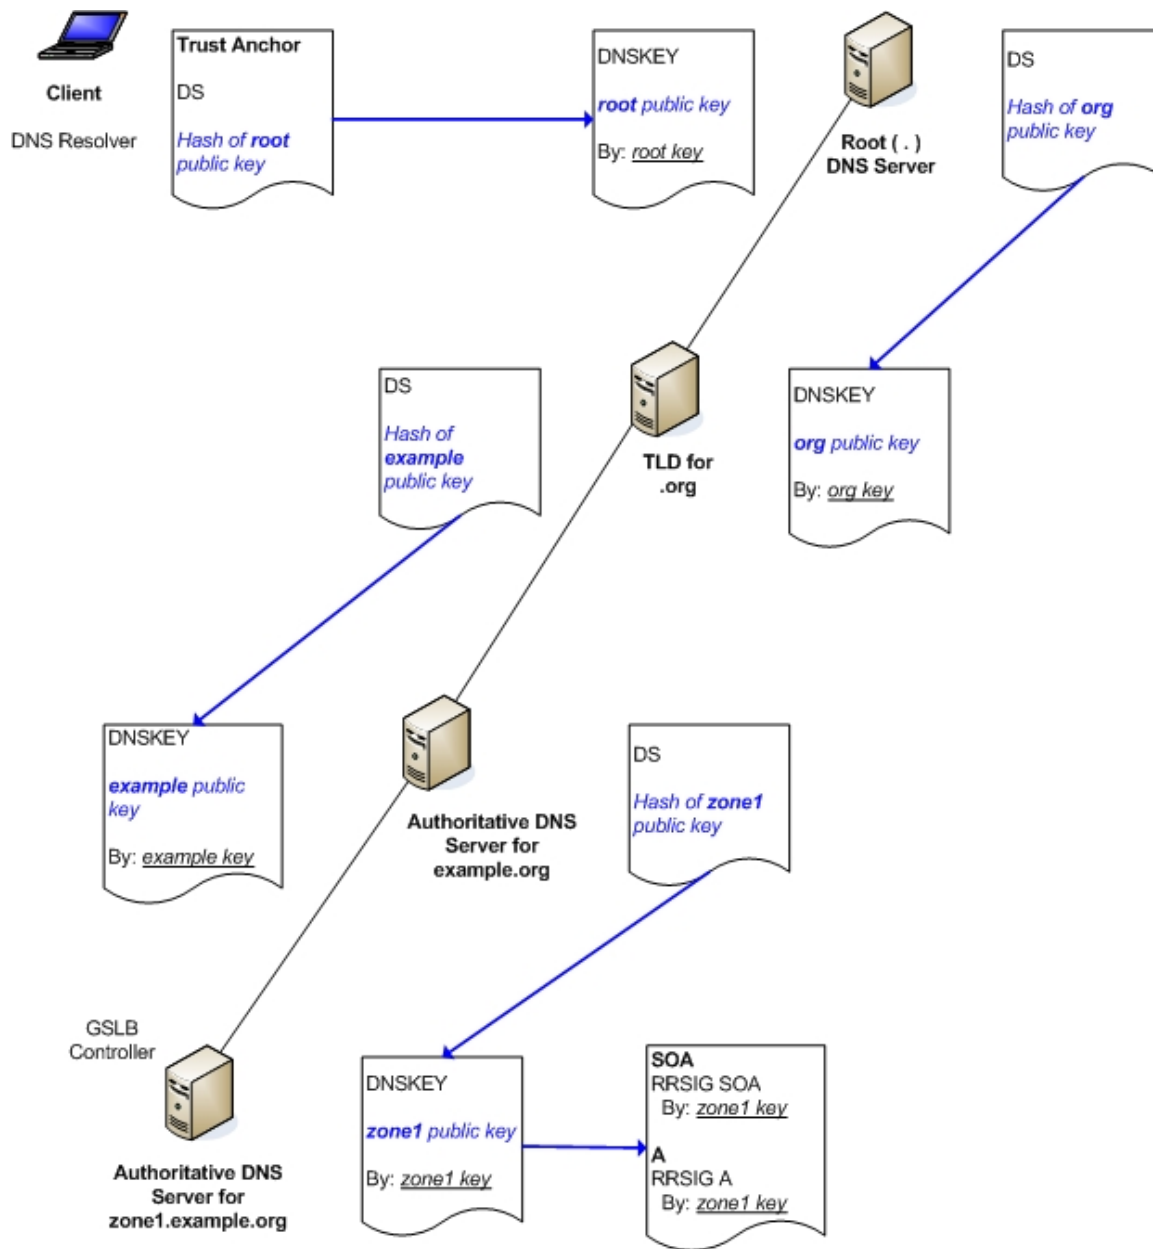 Client
DNS Resolver
Trust Anchor
DS
Hash of root
public key
DNSKEY
root public key
By: root key
Root ( . )
DNS Server
DS
Hash of org
public key
DS
Hash of
example
public key
TLD for
.org
DNSKEY
org public key
By: org key
DNSKEY
example public
key
By: example key
Authoritative DNS
Server for
example.org
DS
Hash of zone1
public key
GSLB
Controller
Authoritative DNS
Server for
zone1.example.org
DNSKEY
zone1 public key
By: zone1 key
SOA
RRSIG SOA
By: zone1 key
A
RRSIG A
By: zone1 key